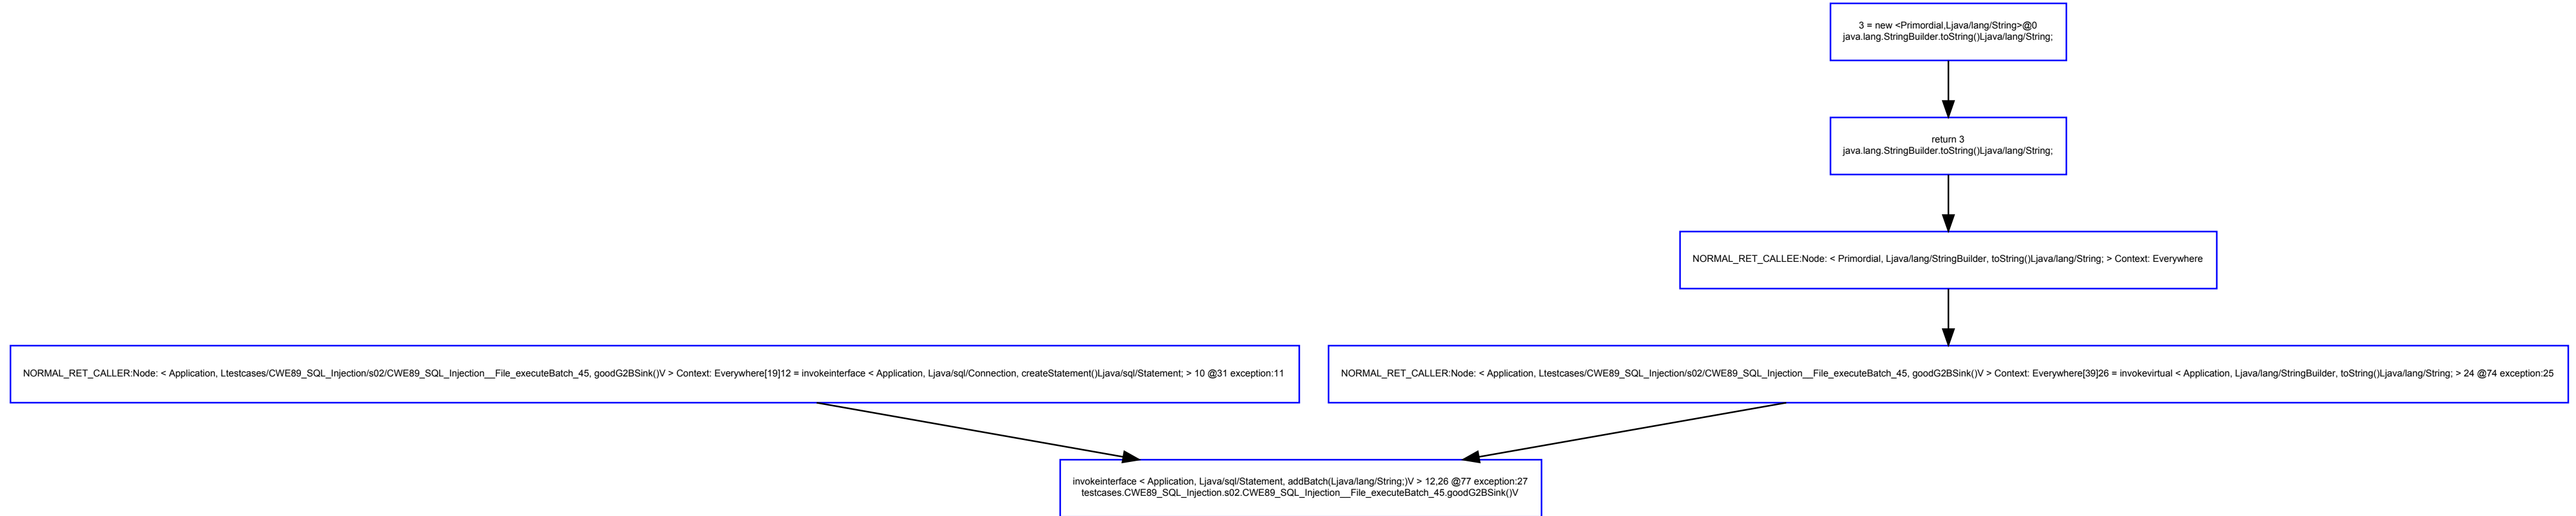 3 = new <Primordial,Ljava/lang/String>@0
java.lang.StringBuilder.toString()Ljava/lang/String;
return 3
java.lang.StringBuilder.toString()Ljava/lang/String;
NORMAL_RET_CALLEE:Node: < Primordial, Ljava/lang/StringBuilder, toString()Ljava/lang/String; > Context: Everywhere
NORMAL_RET_CALLER:Node: < Application, Ltestcases/CWE89_SQL_Injection/s02/CWE89_SQL_Injection__File_executeBatch_45, goodG2BSink()V > Context: Everywhere[19]12 = invokeinterface < Application, Ljava/sql/Connection, createStatement()Ljava/sql/Statement; > 10 @31 exception:11
NORMAL_RET_CALLER:Node: < Application, Ltestcases/CWE89_SQL_Injection/s02/CWE89_SQL_Injection__File_executeBatch_45, goodG2BSink()V > Context: Everywhere[39]26 = invokevirtual < Application, Ljava/lang/StringBuilder, toString()Ljava/lang/String; > 24 @74 exception:25
invokeinterface < Application, Ljava/sql/Statement, addBatch(Ljava/lang/String;)V > 12,26 @77 exception:27
testcases.CWE89_SQL_Injection.s02.CWE89_SQL_Injection__File_executeBatch_45.goodG2BSink()V